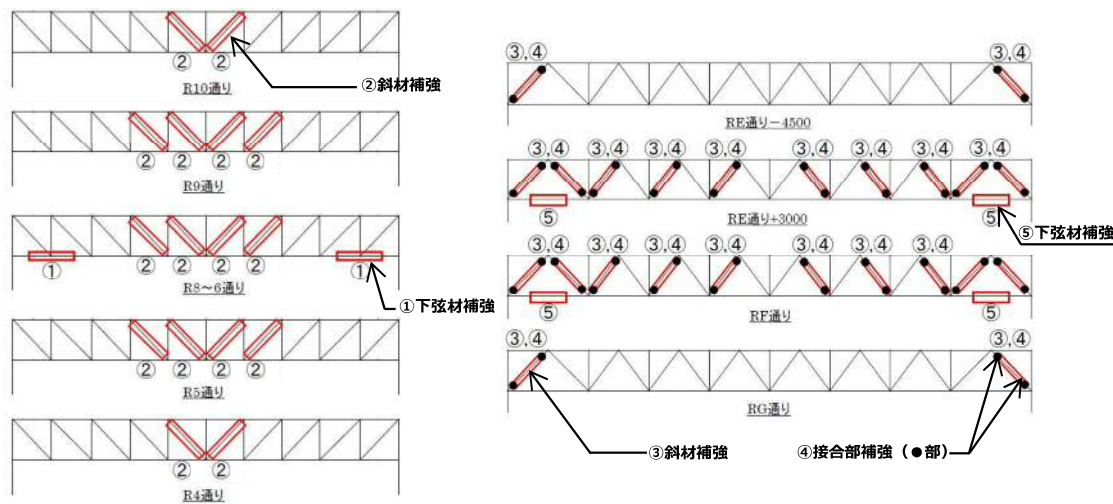 ② ②
②斜材補強
R10通り
② ② ② ②
R9通り
① ② ② ② ② ①
R8～6通り
①下弦材補強
② ② ② ②
R5通り
② ②
R4通り
③,④ ③,④
RE通り－4500
③,④ ③,④ ③,④ ③,④ ③,④ ③,④ ③,④ ③,④
⑤ ⑤
RE通り+3000
⑤下弦材補強
③,④ ③,④ ③,④ ③,④ ③,④ ③,④ ③,④ ③,④
⑤ ⑤
RF通り
③,④ ③,④
RG通り
③斜材補強
④接合部補強（●部）